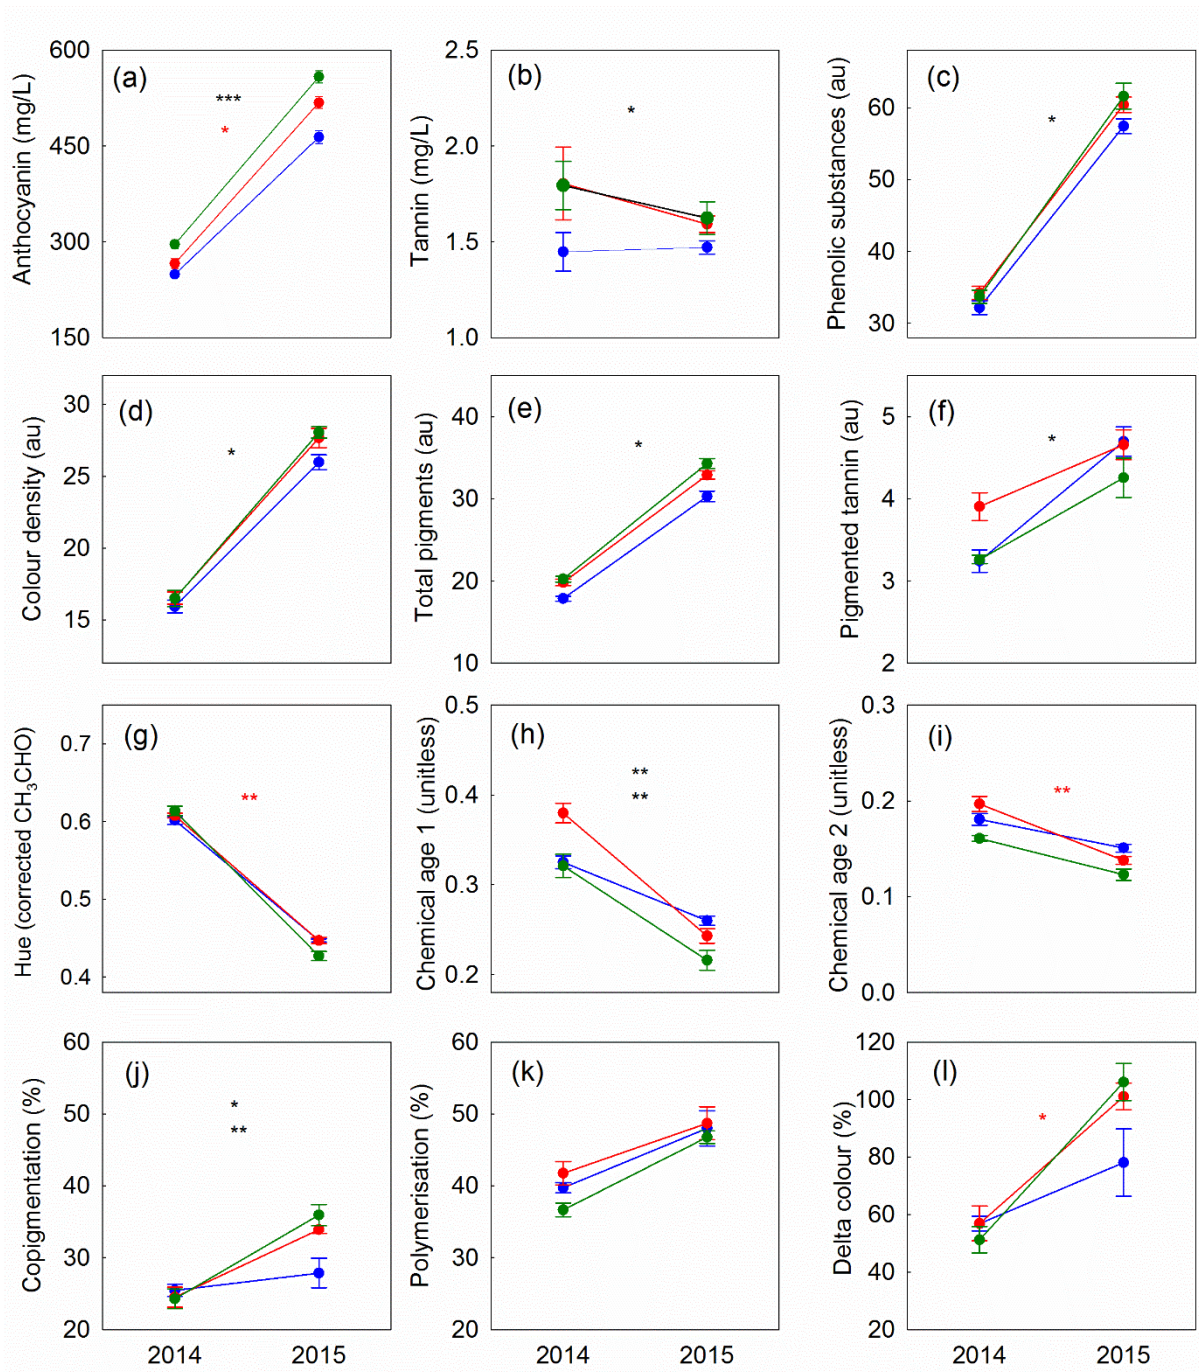 Anthocyanin (mg/L)
600
450
300
150
(a)
***
*
Tannin (mg/L)
2.5
2.0
1.5
1.0
(b)
*
Phenolic substances (au)
60
50
40
30
(c)
*
Colour density (au)
30
25
20
15
(d)
*
Total pigments (au)
40
30
20
10
(e)
*
Pigmented tannin (au)
5
4
3
2
(f)
*
Hue (corrected CH₃CHO)
0.7
0.6
0.5
0.4
(g)
**
Chemical age 1 (unitless)
0.5
0.4
0.3
0.2
(h)
**
**
Chemical age 2 (unitless)
0.3
0.2
0.1
0.0
(i)
**
Copigmentation (%)
60
50
40
30
20
(j)
*
**
2014 2015
Polymerisation (%)
60
50
40
30
20
(k)
2014 2015
Delta colour (%)
120
100
80
60
40
20
(l)
*
2014 2015